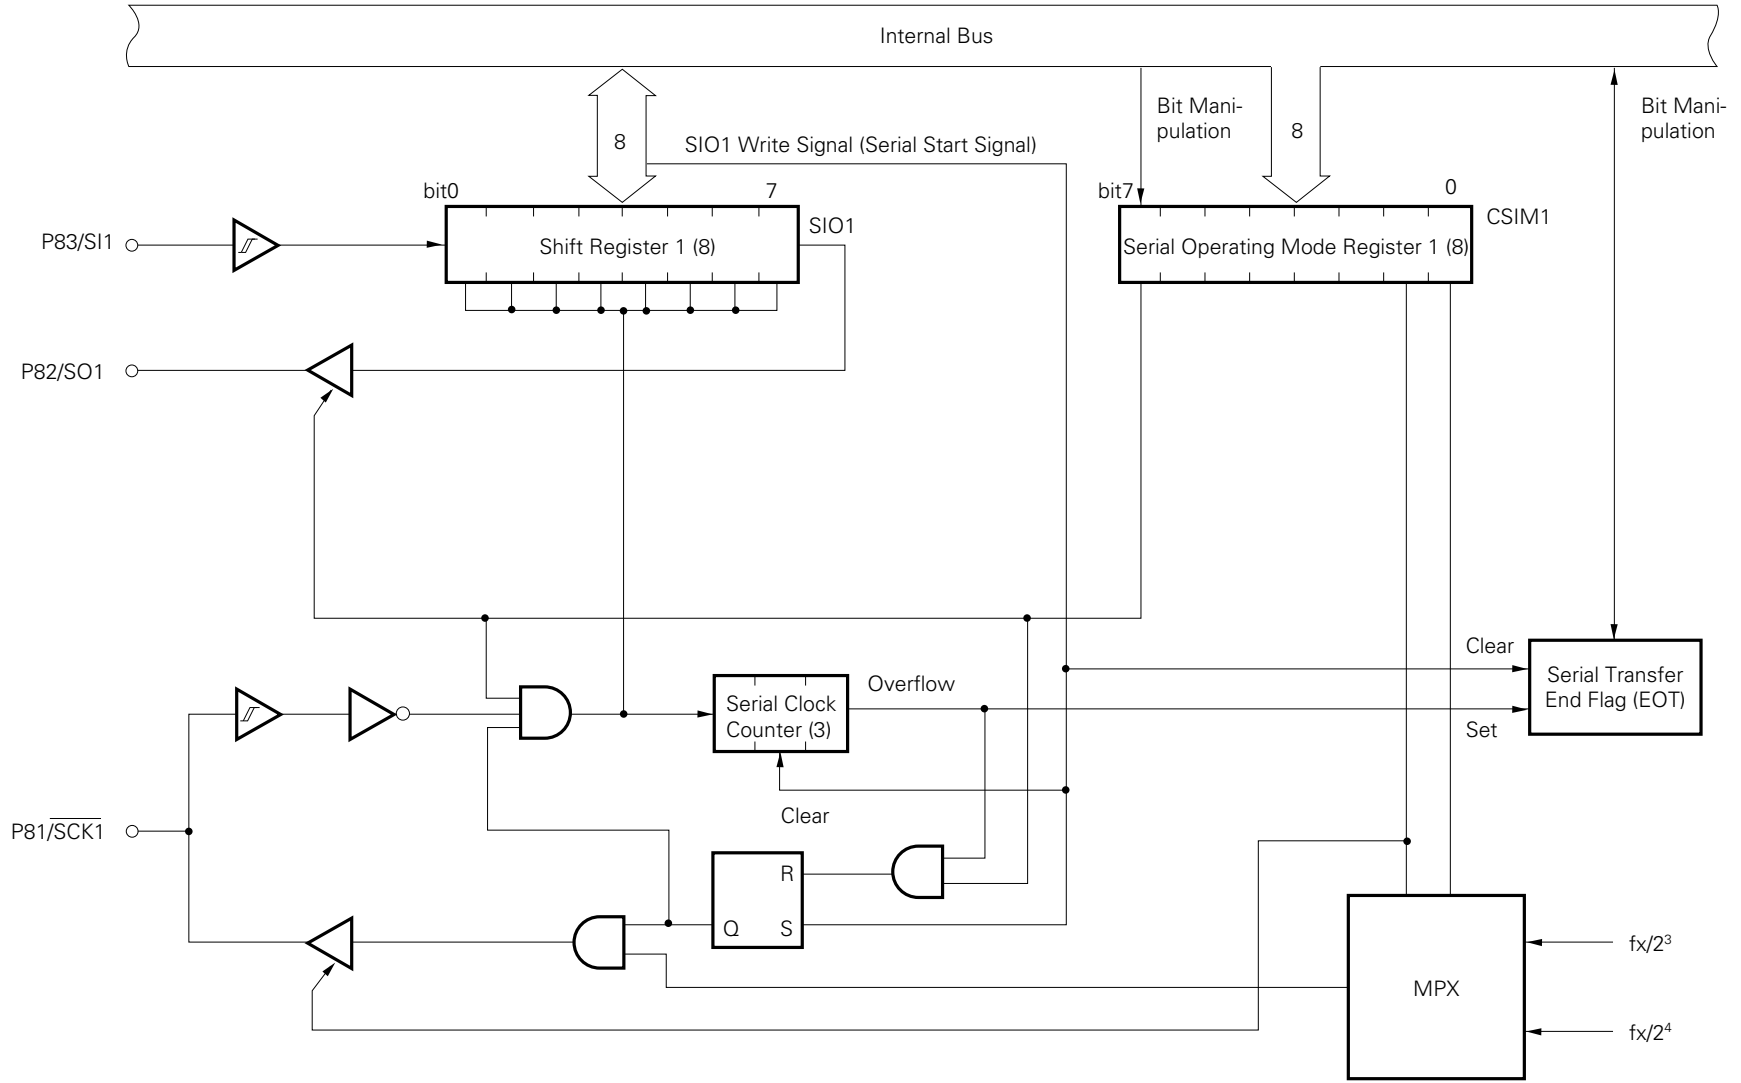 Internal Bus
Bit Mani-
pulation
8
Bit Mani-
pulation
8
SIO1 Write Signal (Serial Start Signal)
bit0
7
bit7
0
SIO1
CSIM1
P83/SI1
Shift Register 1 (8)
Serial Operating Mode Register 1 (8)
P82/SO1
Clear
Serial Transfer
End Flag (EOT)
Set
Overflow
Serial Clock
Counter (3)
Clear
P81/S̅C̅K̅1̅
R
Q
S
MPX
fx/2³
fx/2⁴